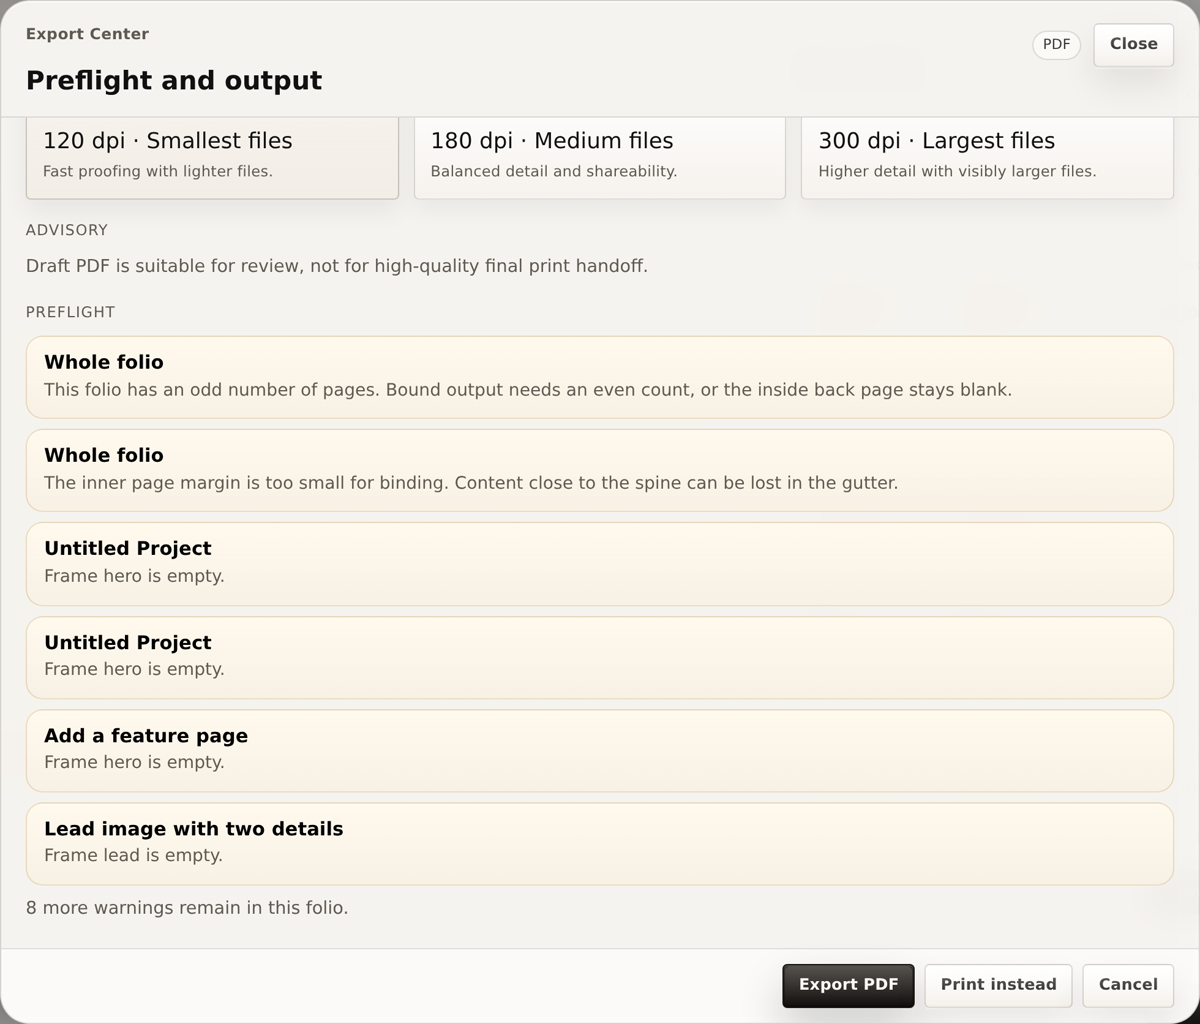 Export Center
PDF
Close
Preflight and output
120 dpi · Smallest files
Fast proofing with lighter files.
180 dpi · Medium files
Balanced detail and shareability.
300 dpi · Largest files
Higher detail with visibly larger files.
ADVISORY
Draft PDF is suitable for review, not for high-quality final print handoff.
PREFLIGHT
Whole folio
This folio has an odd number of pages. Bound output needs an even count, or the inside back page stays blank.
Whole folio
The inner page margin is too small for binding. Content close to the spine can be lost in the gutter.
Untitled Project
Frame hero is empty.
Untitled Project
Frame hero is empty.
Add a feature page
Frame hero is empty.
Lead image with two details
Frame lead is empty.
8 more warnings remain in this folio.
Export PDF
Print instead
Cancel